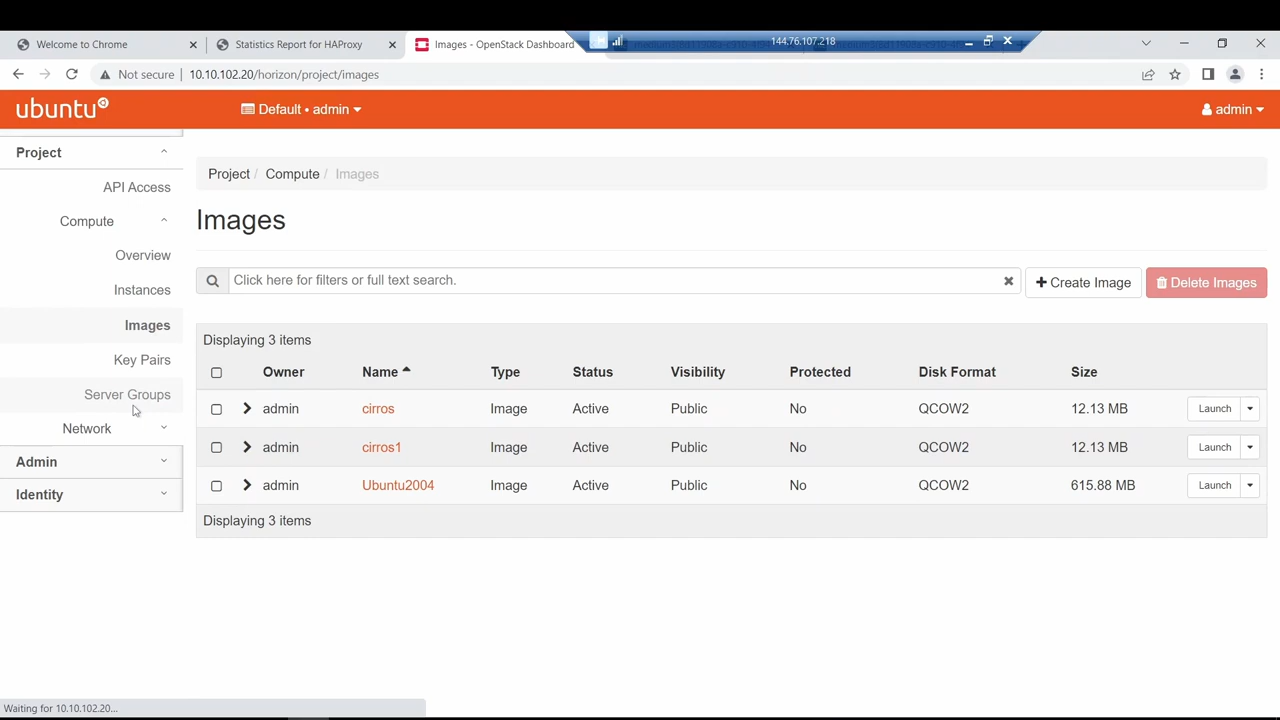 Welcome to Chrome
Statistics Report for HAProxy
Images - OpenStack Dashboard
144.76.107.218
Not secure
10.10.102.20/horizon/project/images
ubuntu
Default • admin
admin
Project
API Access
Compute
Overview
Instances
Images
Key Pairs
Server Groups
Network
Admin
Identity
Project / Compute / Images
Images
Click here for filters or full text search.
Create Image
Delete Images
Displaying 3 items
Owner Name Type Status Visibility Protected Disk Format Size
admin cirros Image Active Public No QCOW2 12.13 MB Launch
admin cirros1 Image Active Public No QCOW2 12.13 MB Launch
admin Ubuntu2004 Image Active Public No QCOW2 615.88 MB Launch
Displaying 3 items
Waiting for 10.10.102.20...